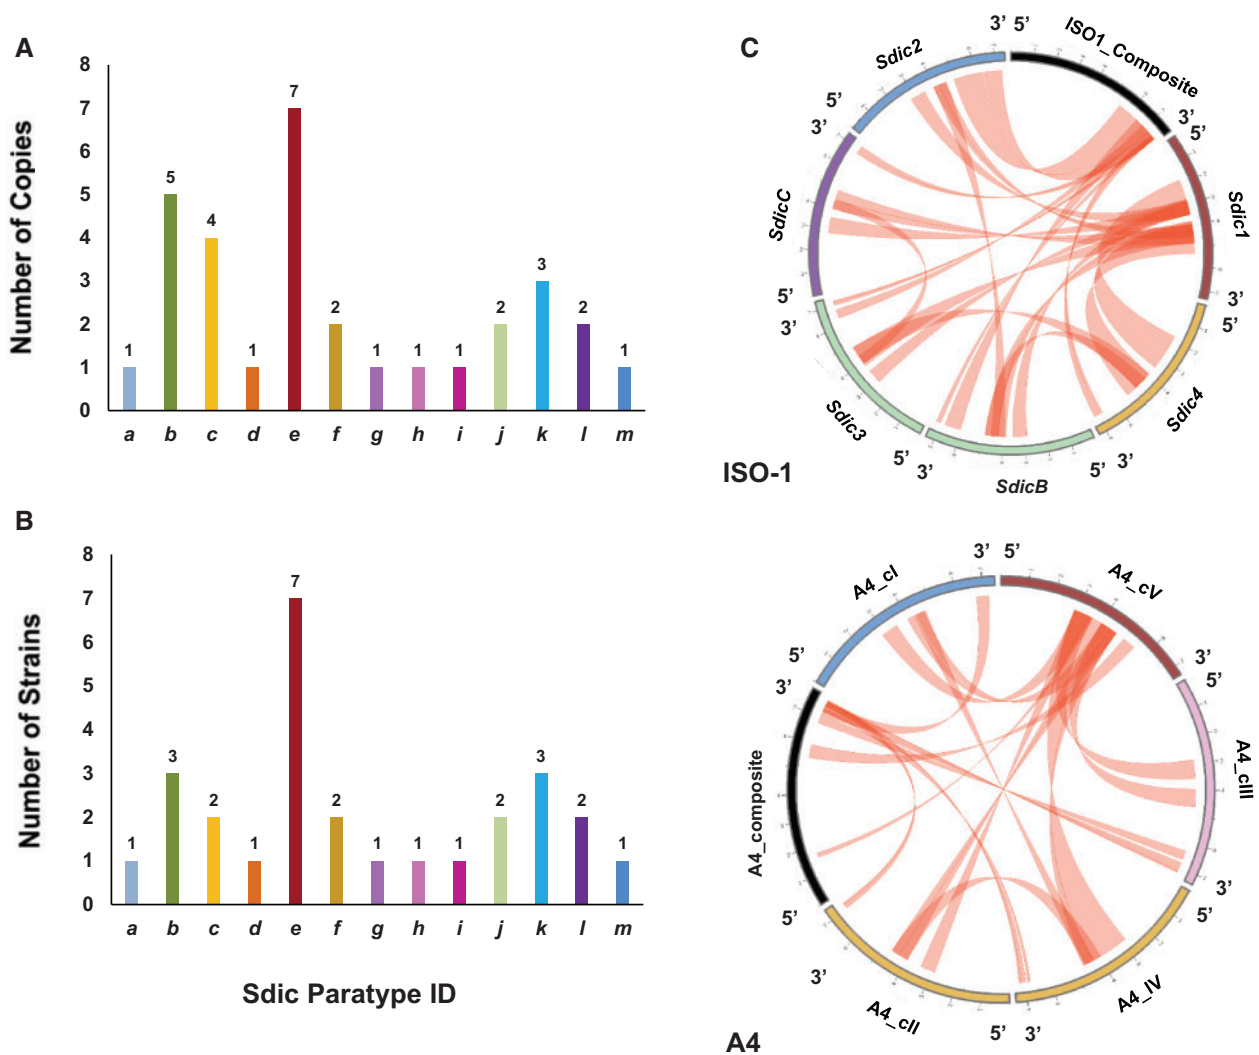 A
Number of Copies
8
7
6
5
4
3
2
1
0
1 5 4 1 7 2 1 1 1 2 3 2 1
a b c d e f g h i j k l m
B
Number of Strains
8
7
6
5
4
3
2
1
0
1 3 2 1 7 2 1 1 1 2 3 2 1
a b c d e f g h i j k l m
Sdic Paratype ID
C
3’ 5’
ISO1_Composite
3’
5’
Sdic1
3’
5’
Sdic4
3’
5’
SdicB
3’
5’
Sdic3
3’
5’
SdicC
3’
5’
Sdic2
ISO-1
3’ 5’
A4_cV
3’
5’
A4_cIII
3’
5’
A4_IV
3’
5’
A4_cII
3’
5’
A4_composite
3’
5’
A4_cI
A4